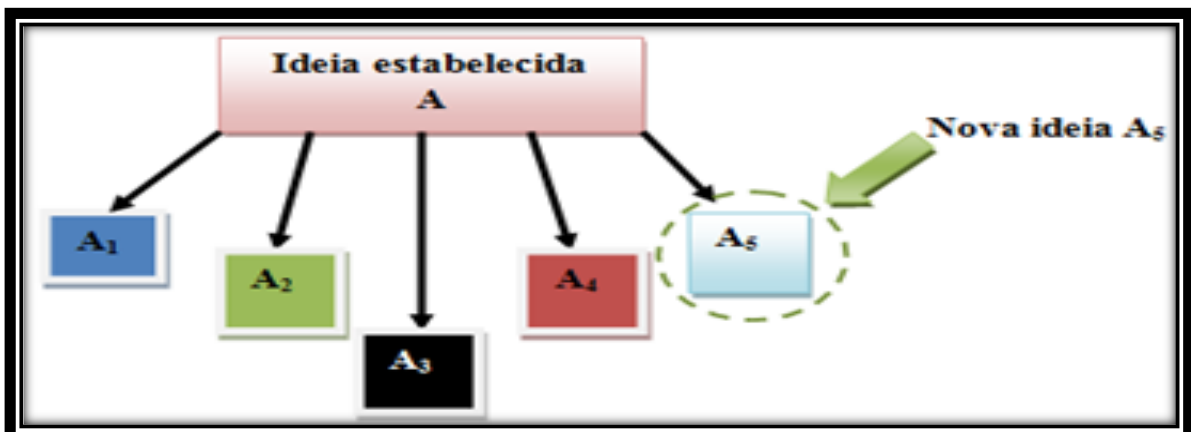 Ideia estabelecida
A
Nova ideia A₅
A₁
A₂
A₃
A₄
A₅